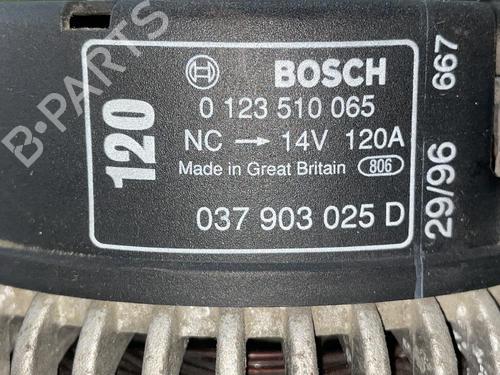 BOSCH
120
0 123 510 065
NC → 14V 120A
Made in Great Britain 806
037 903 025 D
29/96 667